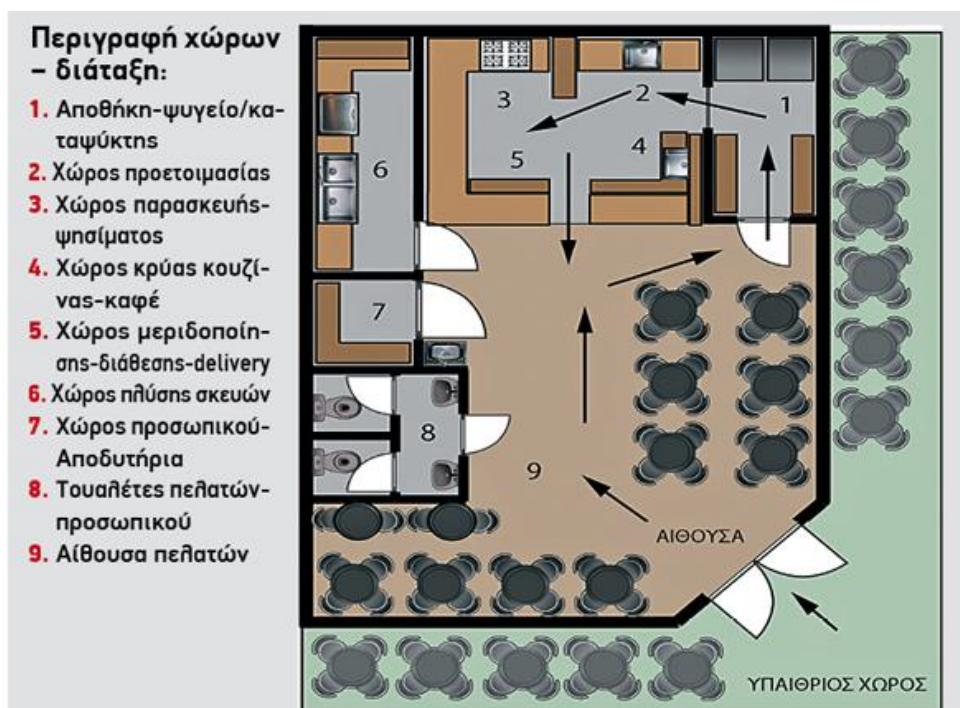 Περιγραφή χώρων
– διάταξη:
1. Αποθήκη-ψυγείο/κα-
ταψύκτης
2. Χώρος προετοιμασίας
3. Χώρος παρασκευής-
ψησίματος
4. Χώρος κρύας κουζί-
νας-καφέ
5. Χώρος μεριδοποίη-
σης-διάθεσης-delivery
6. Χώρος πλύσης σκευών
7. Χώρος προσωπικού-
Αποδυτήρια
8. Τουαλέτες πελατών-
προσωπικού
9. Αίθουσα πελατών
3
2
1
4
5
6
7
8
9
ΑΙΘΟΥΣΑ
ΥΠΑΙΘΡΙΟΣ ΧΩΡΟΣ